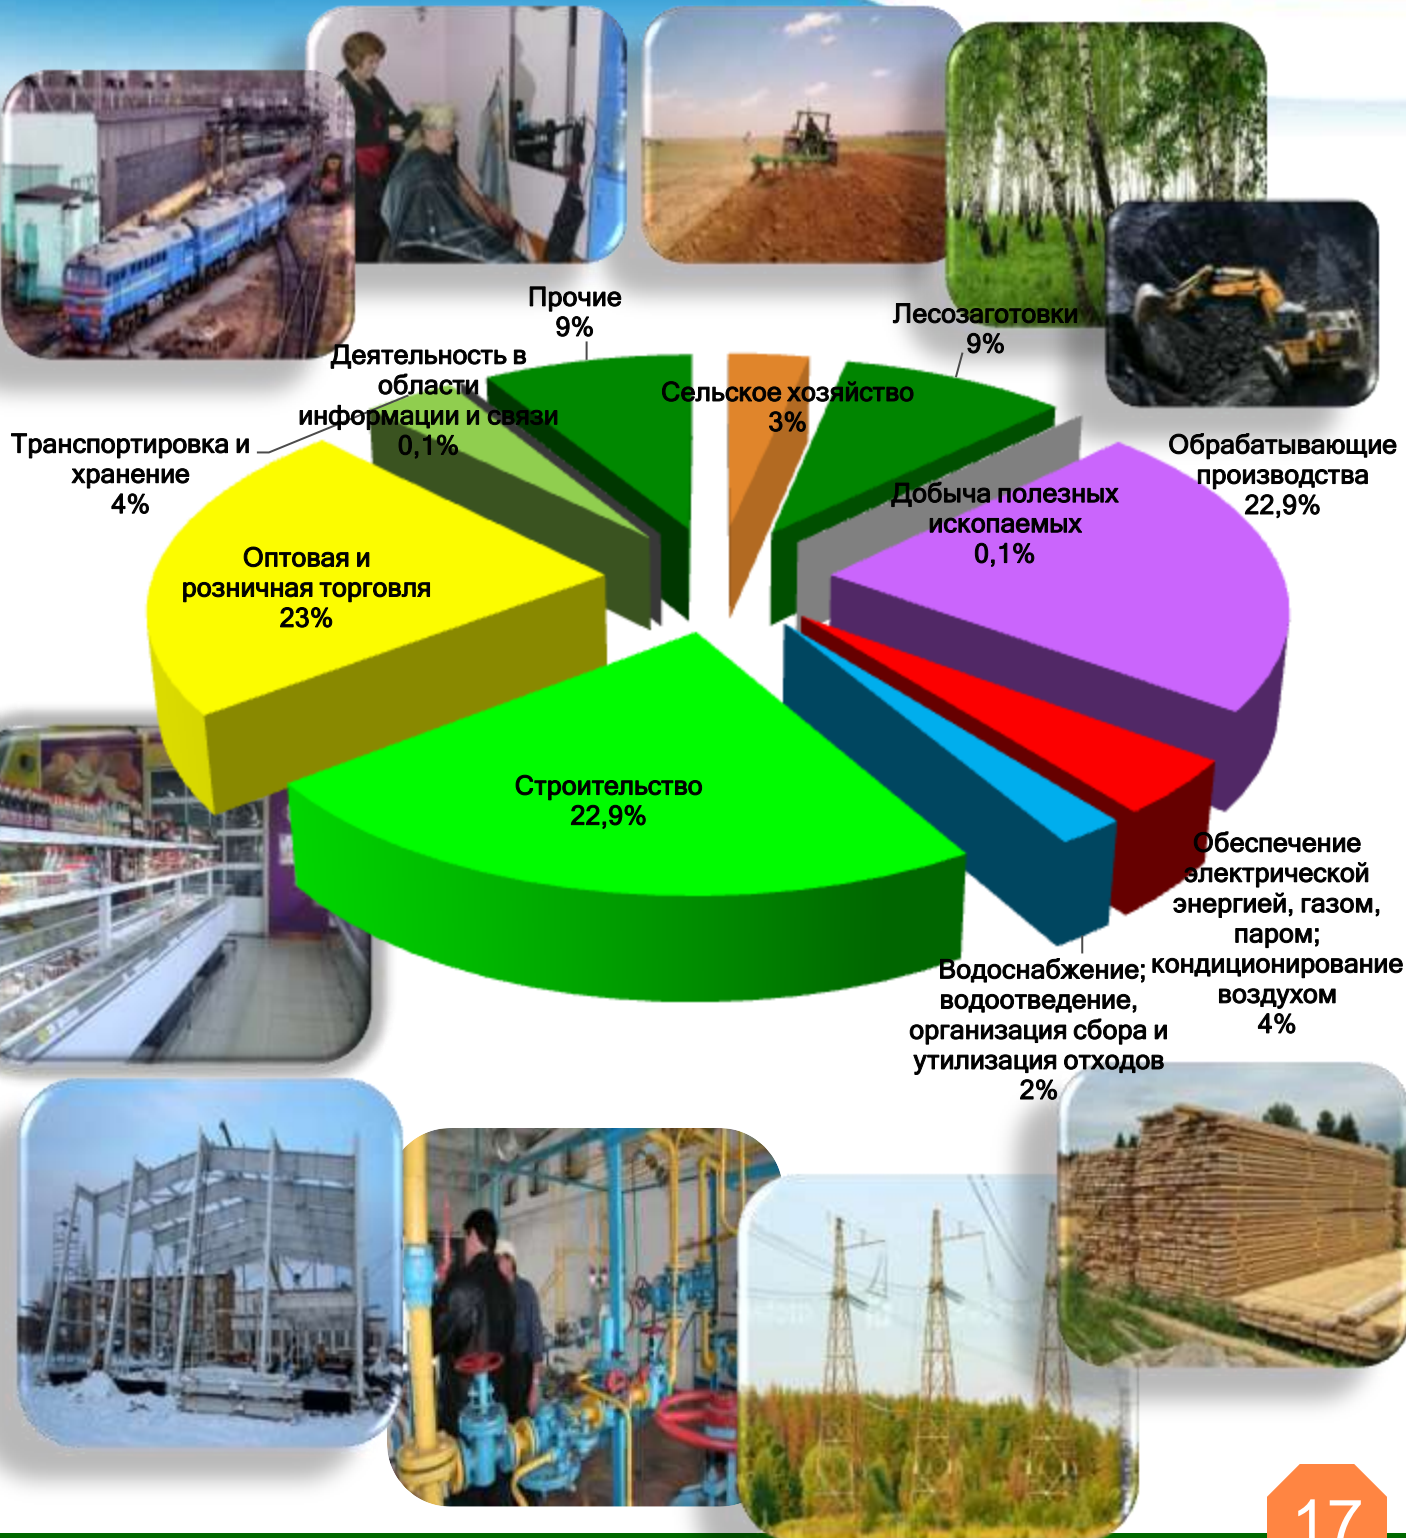 Прочие
9%
Лесозаготовки
9%
Деятельность в
области
информации и связи
0,1%
Сельское хозяйство
3%
Транспортировка и
хранение
4%
Обрабатывающие
производства
22,9%
Добыча полезных
ископаемых
0,1%
Оптовая и
розничная торговля
23%
Строительство
22,9%
Обеспечение
электрической
энергией, газом,
паром;
кондиционирование
воздухом
4%
Водоснабжение;
водоотведение,
организация сбора и
утилизация отходов
2%
17